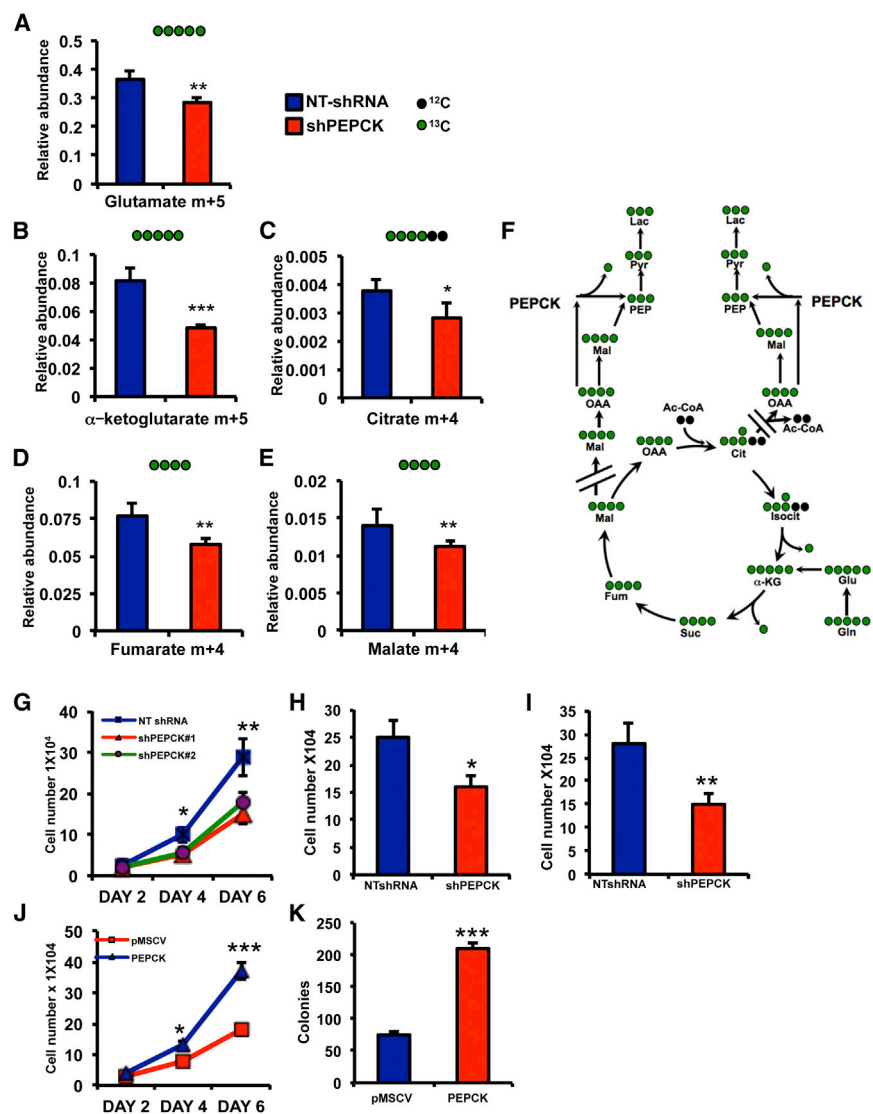 A
0.5
0.4
0.3
0.2
0.1
0
Relative abundance
**
Glutamate m+5
NT-shRNA
shPEPCK
12C
13C
B
0.1
0.08
0.06
0.04
0.02
0
Relative abundance
***
α−ketoglutarate m+5
C
0.005
0.004
0.003
0.002
0.001
0
Relative abundance
*
Citrate m+4
D
0.1
0.075
0.05
0.025
0
Relative abundance
**
Fumarate m+4
E
0.02
0.015
0.01
0.005
0
Relative abundance
**
Malate m+4
F
Lac
Lac
Pyr
Pyr
PEPCK
PEP
PEP
PEPCK
Mal
Mal
OAA
OAA
Ac-CoA
Ac-CoA
Mal
OAA
Cit
Mal
Isocit
α-KG
Glu
Fum
Suc
Gln
G
40
30
20
10
0
Cell number 1X10⁴
NT shRNA
shPEPCK#1
shPEPCK#2
*
**
DAY 2 DAY 4 DAY 6
H
30
25
20
15
10
5
0
Cell number X104
*
NTshRNA shPEPCK
I
35
30
25
20
15
10
5
0
Cell number X104
**
NTshRNA shPEPCK
J
50
40
30
20
10
0
Cell number x 1X104
pMSCV
PEPCK
*
***
DAY 2 DAY 4 DAY 6
K
250
200
150
100
50
0
Colonies
***
pMSCV PEPCK